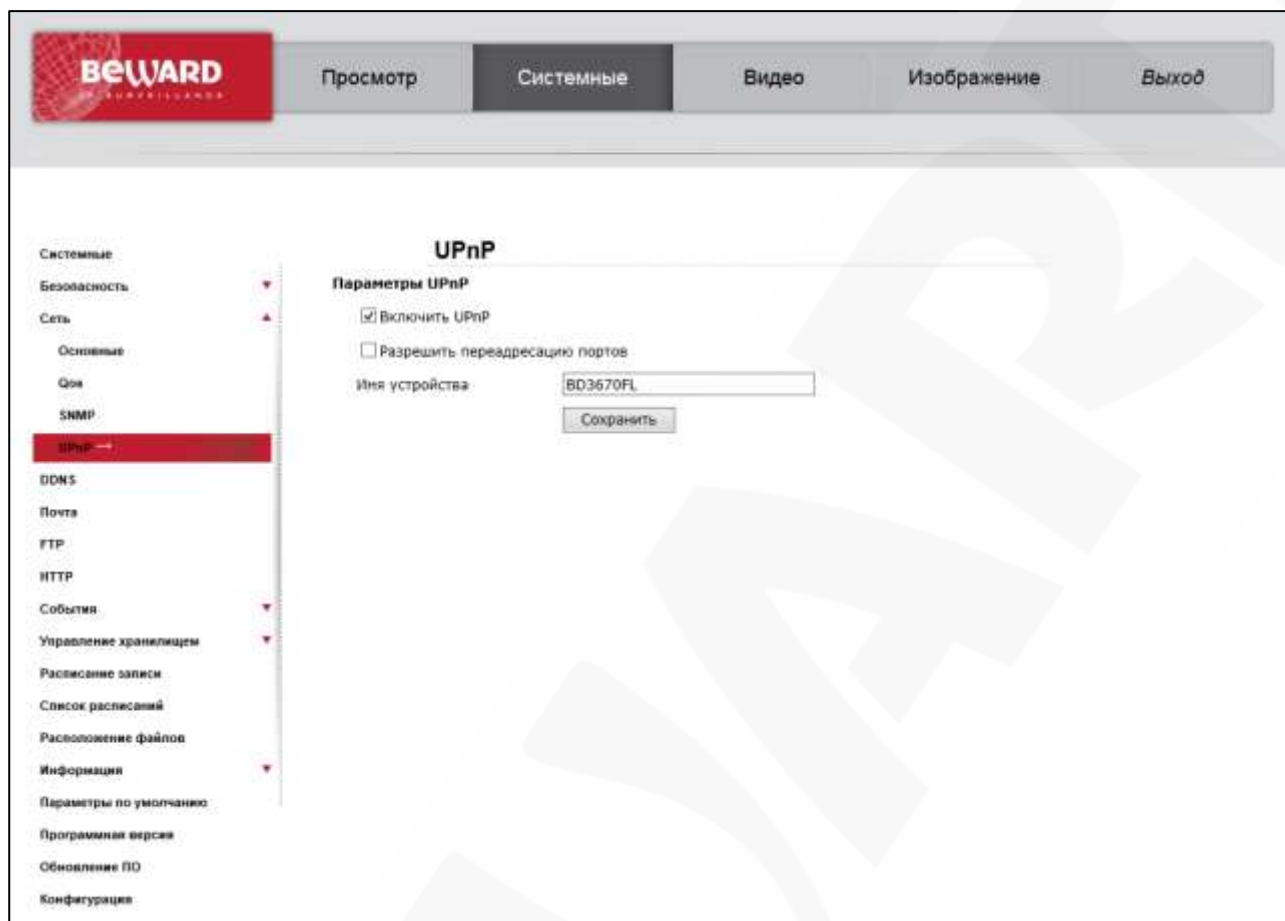 BEWARD
Просмотр
Системные
Видео
Изображение
Выход
Системные
Безопасность
Сеть
Основные
Qos
SNMP
UPnP
DDNS
Почта
FTP
HTTP
События
Управление хранилищем
Расписание записи
Список расписаний
Расположение файлов
Информация
Параметры по умолчанию
Программная версия
Обновление ПО
Конфигурация
UPnP
Параметры UPnP
Включить UPnP
Разрешить переадресацию портов
Имя устройства
BD3670FL
Сохранить